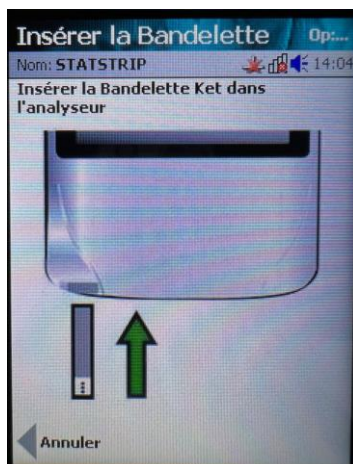 Insérer la Bandelette Op:...
Nom: STATSTRIP 14:04
Insérer la Bandelette Ket dans
l'analyseur
Annuler